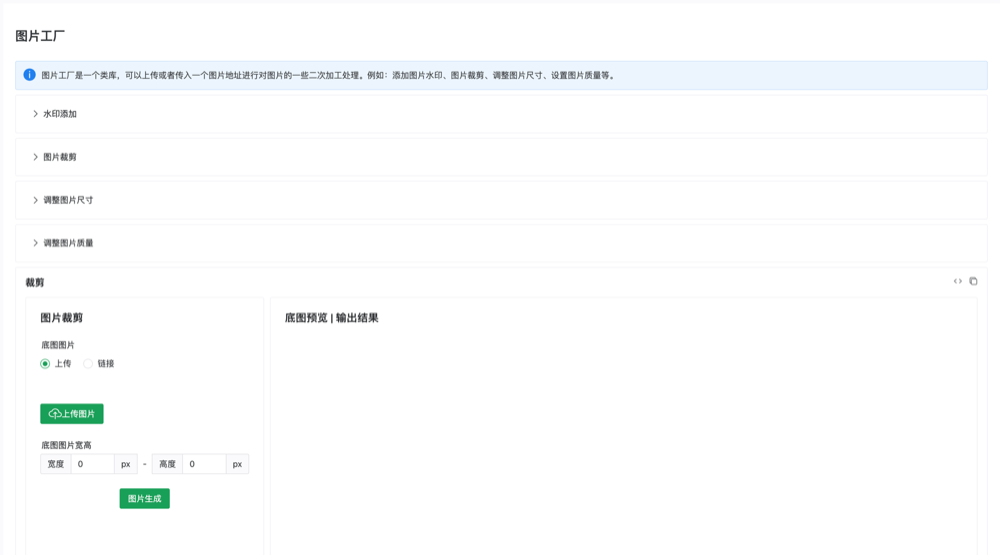 图片工厂
图片工厂是一个类库，可以上传或者传入一个图片地址进行对图片的一些二次加工处理。例如：添加图片水印、图片裁剪、调整图片尺寸、设置图片质量等。
水印添加
图片裁剪
调整图片尺寸
调整图片质量
裁剪
图片裁剪
底图图片
上传 链接
上传图片
底图图片宽高
宽度 0 px - 高度 0 px
图片生成
底图预览 | 输出结果